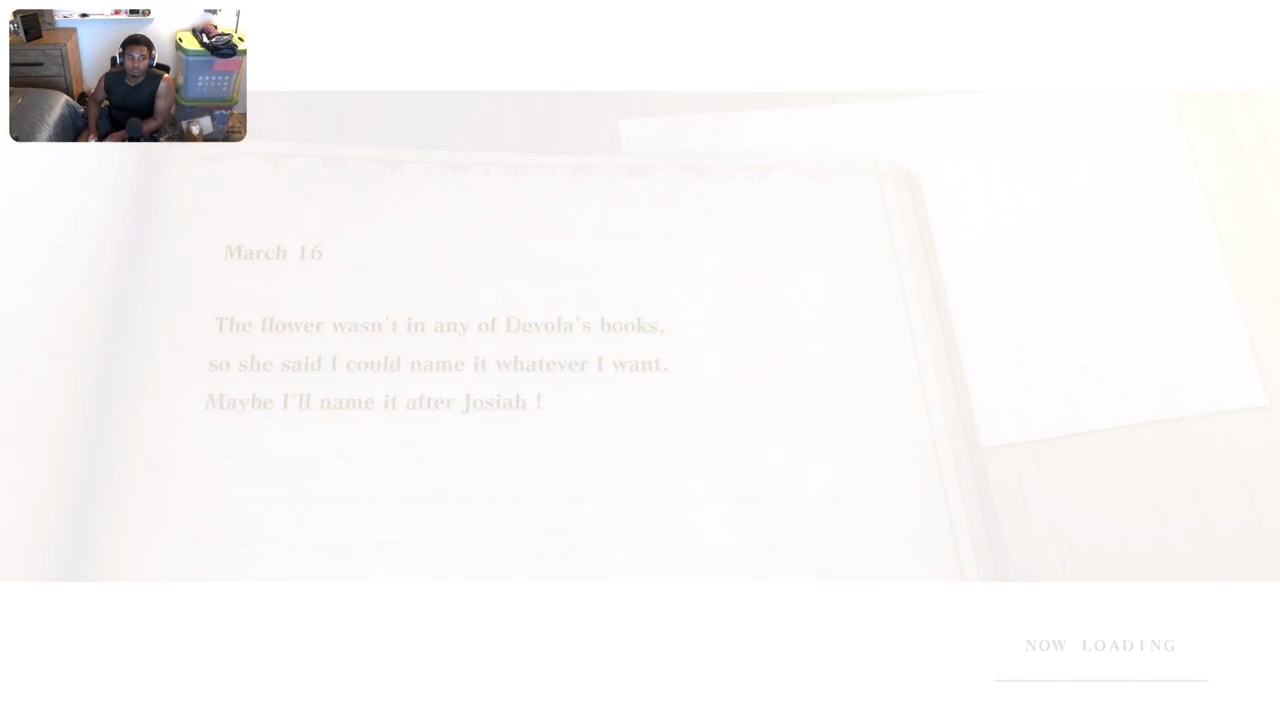 March 16
The flower wasn't in any of Devola's books,
so she said I could name it whatever I want.
Maybe I'll name it after Josiah !
NOW LOADING